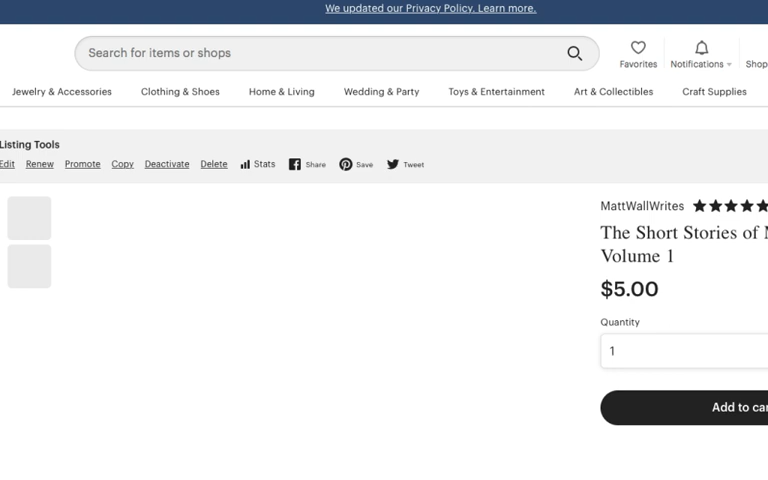 We updated our Privacy Policy. Learn more.
Search for items or shops
Favorites
Notifications
Shop
Jewelry & Accessories Clothing & Shoes Home & Living Wedding & Party Toys & Entertainment Art & Collectibles Craft Supplies
Listing Tools
Edit Renew Promote Copy Deactivate Delete Stats Share Save Tweet
MattWallWrites
The Short Stories of
Volume 1
$5.00
Quantity
1
Add to